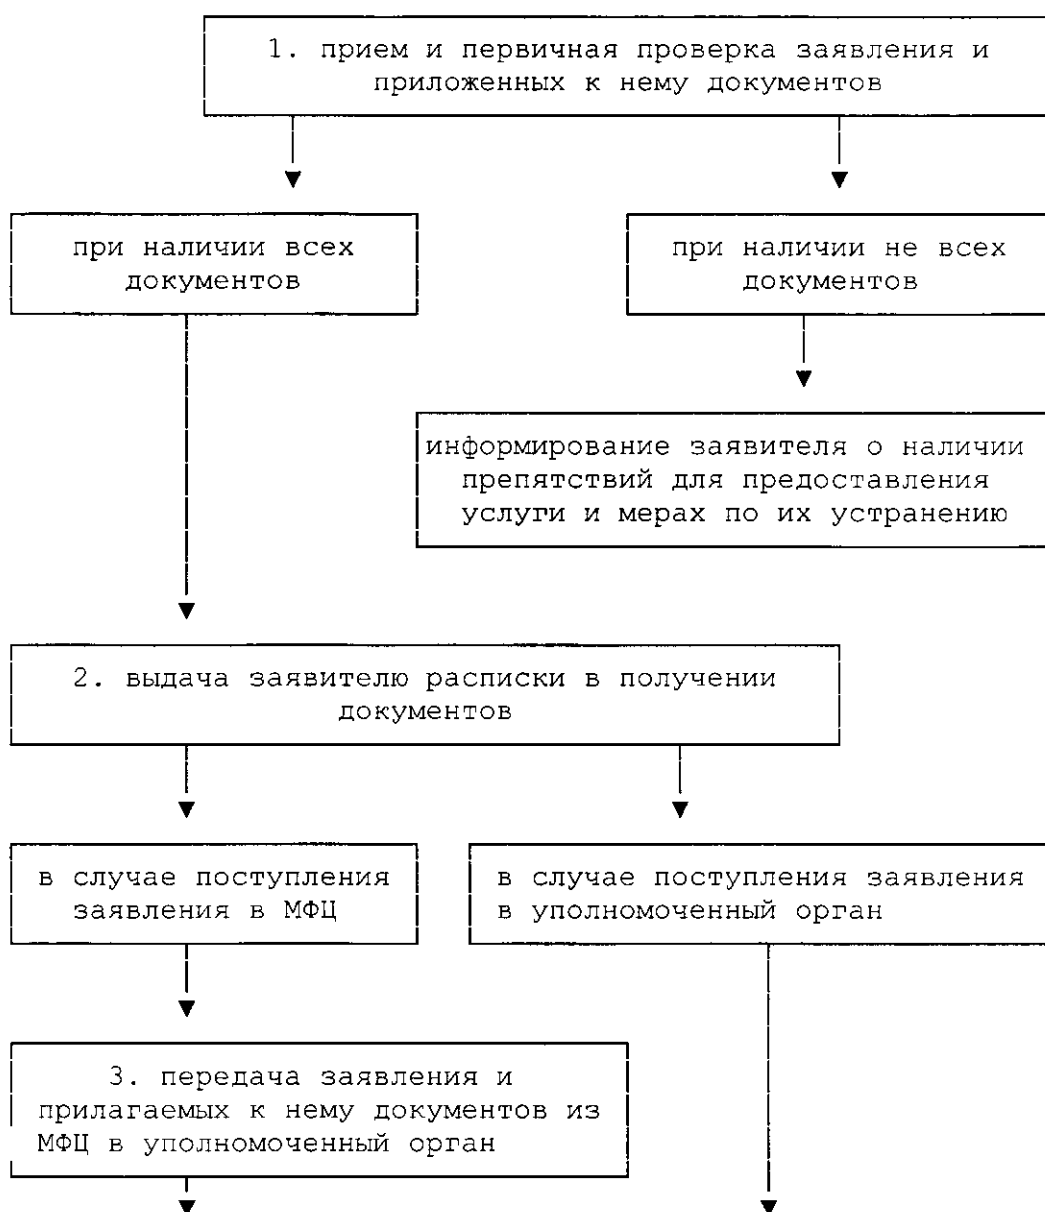 1. прием и первичная проверка заявления и
приложенных к нему документов
при наличии всех
документов
при наличии не всех
документов
информирование заявителя о наличии
препятствий для предоставления
услуги и мерах по их устранению
2. выдача заявителю расписки в получении
документов
в случае поступления
заявления в МФЦ
в случае поступления заявления
в уполномоченный орган
3. передача заявления и
прилагаемых к нему документов из
МФЦ в уполномоченный орган